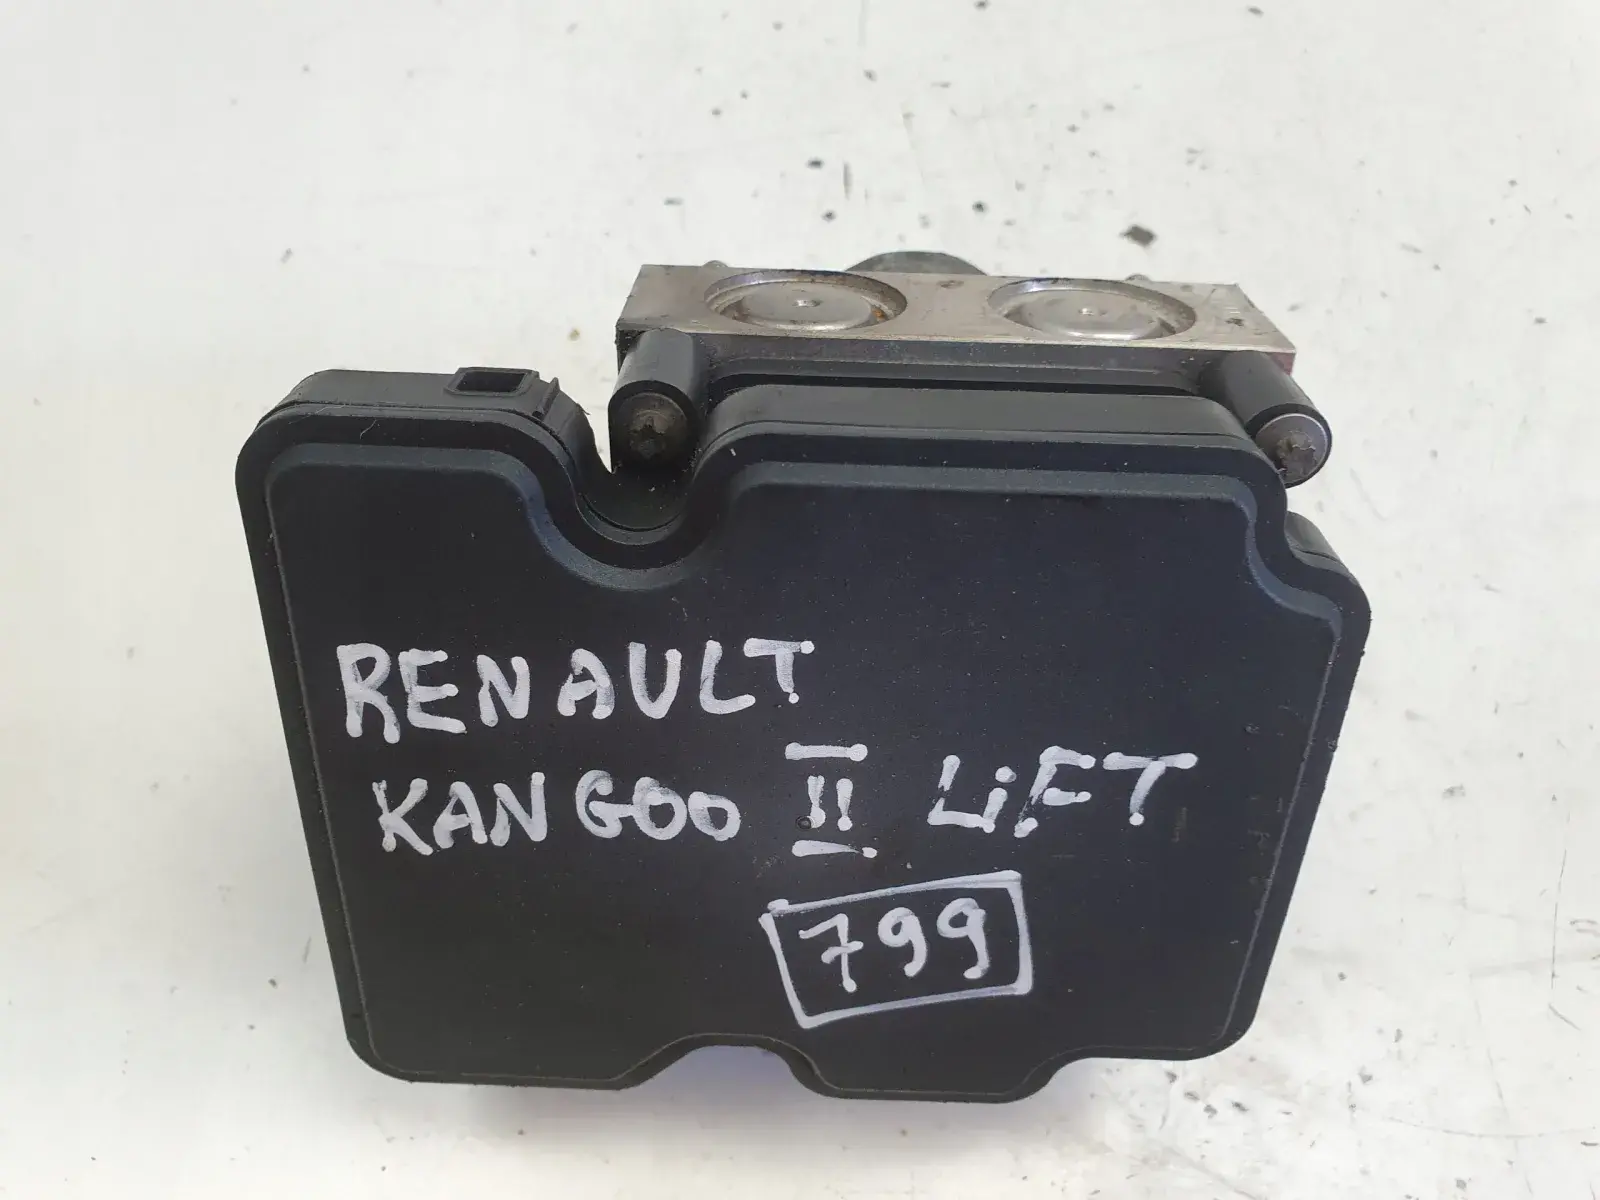 RENAULT
KANGOO II LiFT
799